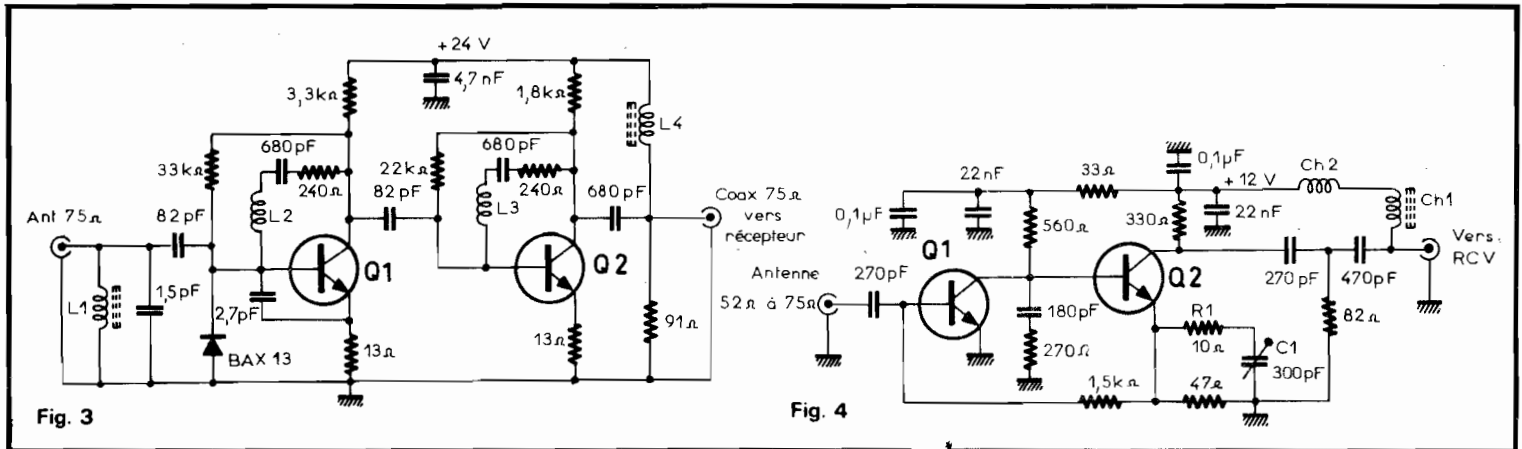 + 24 V
4,7nF
3,3kΩ
1,8kΩ
L4
680pF
680pF
33kΩ
240Ω
22kΩ
240Ω
82pF
680pF
L2
L3
Ant 75Ω
82pF
Coax 75Ω
vers
récepteur
Q1
Q2
L1
1,5pF
2,7pF
BAX 13
13Ω
13Ω
91Ω
Fig. 3
0,1µF
22nF
33Ω
+ 12 V
Ch2
Ch1
0,1µF
560Ω
330Ω
22nF
Q1
Q2
Vers
RCV
Antenne
52Ω à 75Ω
270pF
270pF
470pF
180pF
R1
10Ω
82Ω
270Ω
C1
300pF
1,5kΩ
47Ω
Fig. 4